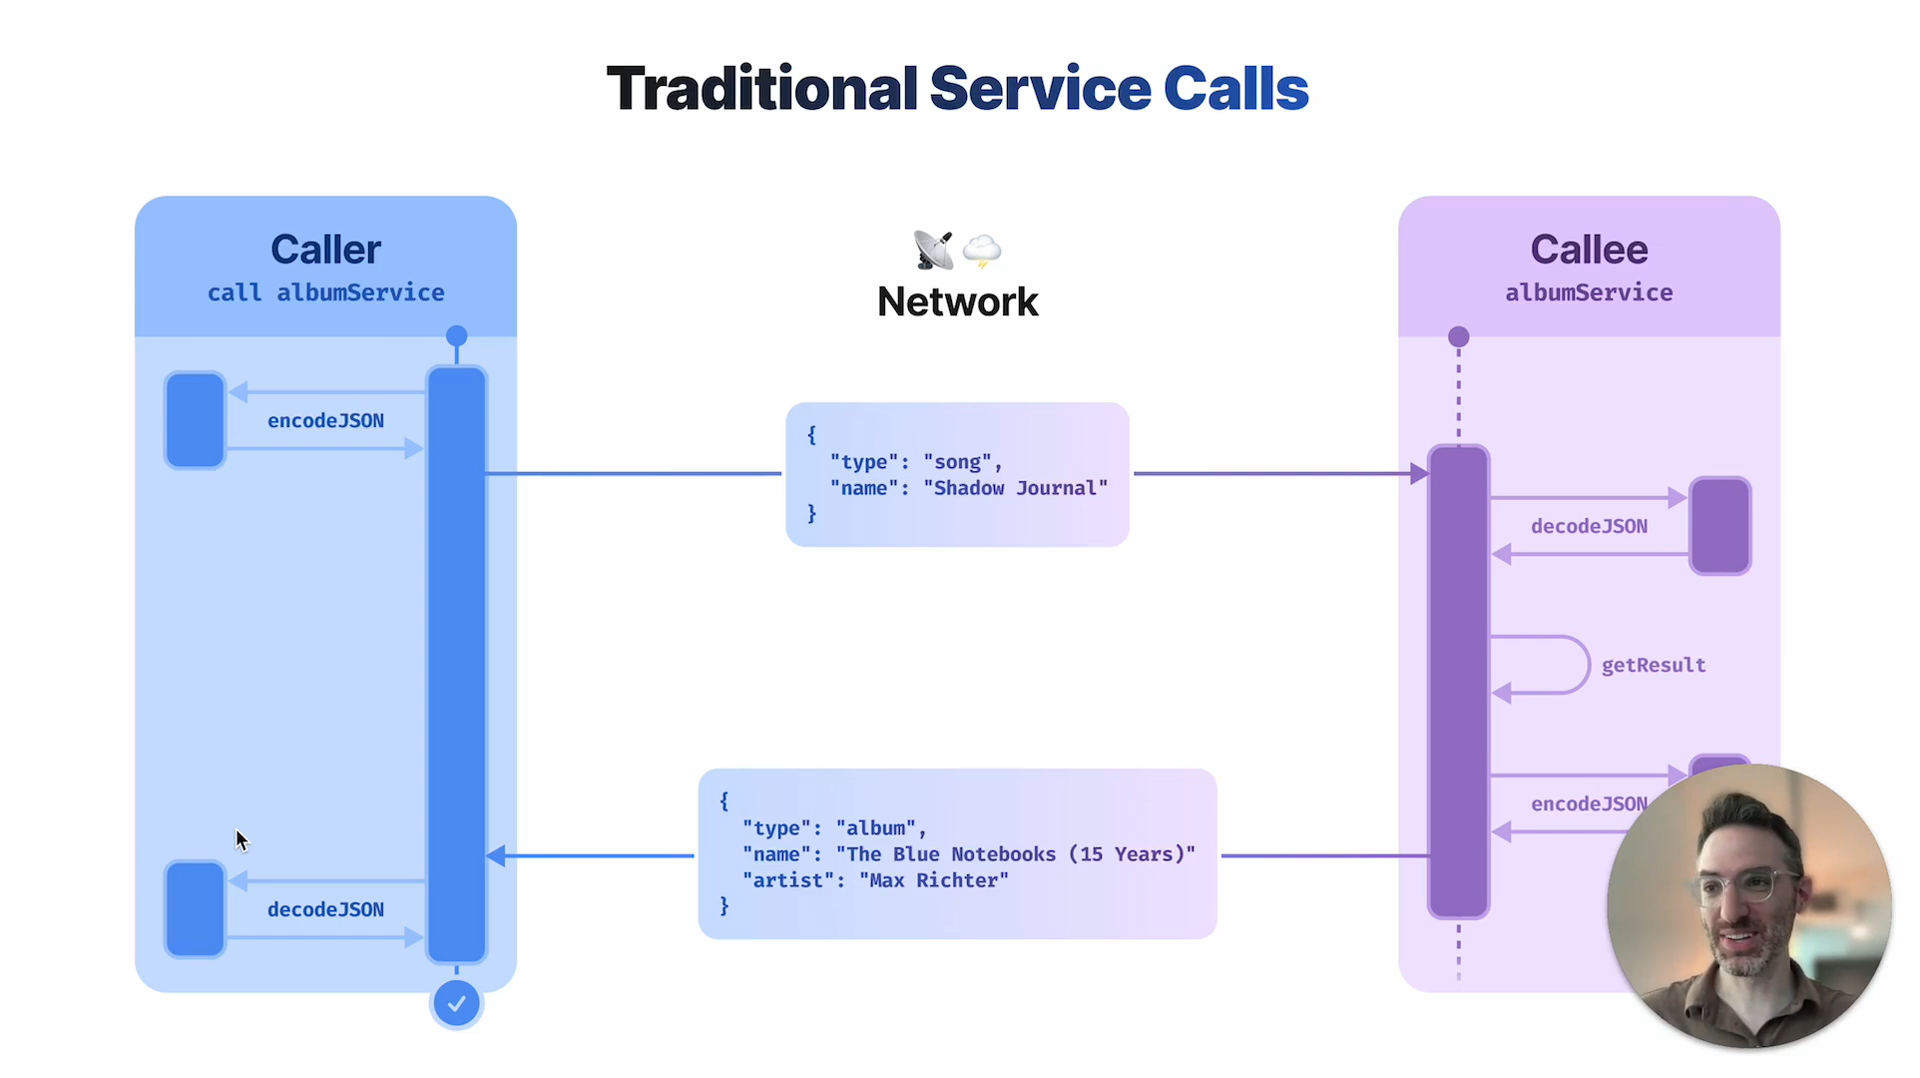 Traditional Service Calls
Caller
call albumService
Network
Callee
albumService
encodeJSON
{
"type": "song",
"name": "Shadow Journal"
}
decodeJSON
getResult
{
"type": "album",
"name": "The Blue Notebooks (15 Years)"
"artist": "Max Richter"
}
encodeJSON
decodeJSON